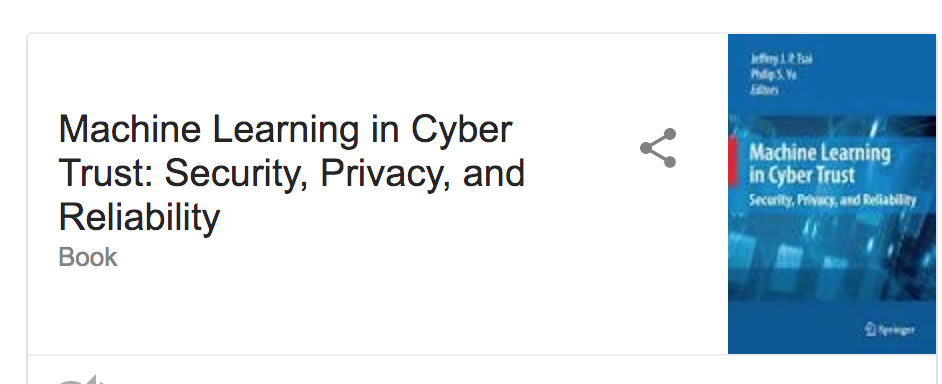 Machine Learning in Cyber
Trust: Security, Privacy, and
Reliability
Book
Jeffrey J. P. Tsai
Philip S. Yu
Editors
Machine Learning
in Cyber Trust
Security, Privacy, and Reliability
Springer